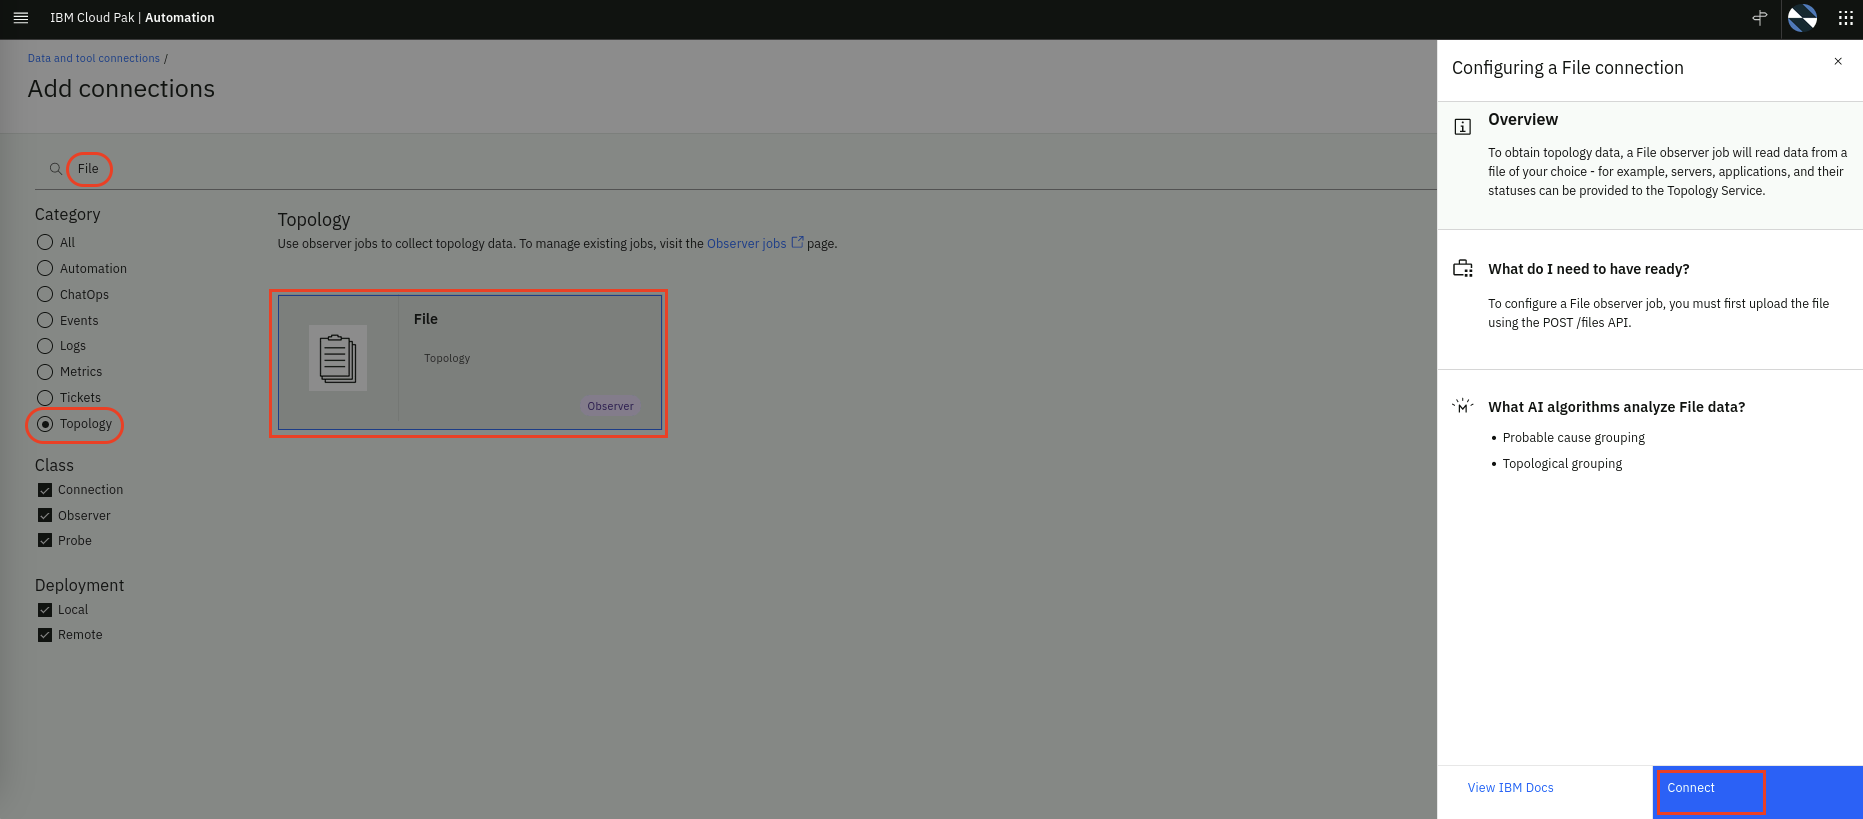 IBM Cloud Pak | Automation
Data and tool connections /
Add connections
File
Category
All
Automation
ChatOps
Events
Logs
Metrics
Tickets
Topology
Class
Connection
Observer
Probe
Deployment
Local
Remote
Topology
Use observer jobs to collect topology data. To manage existing jobs, visit the Observer jobs page.
File
Topology
Observer
Configuring a File connection
Overview
To obtain topology data, a File observer job will read data from a
file of your choice - for example, servers, applications, and their
statuses can be provided to the Topology Service.
What do I need to have ready?
To configure a File observer job, you must first upload the file
using the POST /files API.
What AI algorithms analyze File data?
• Probable cause grouping
• Topological grouping
View IBM Docs
Connect